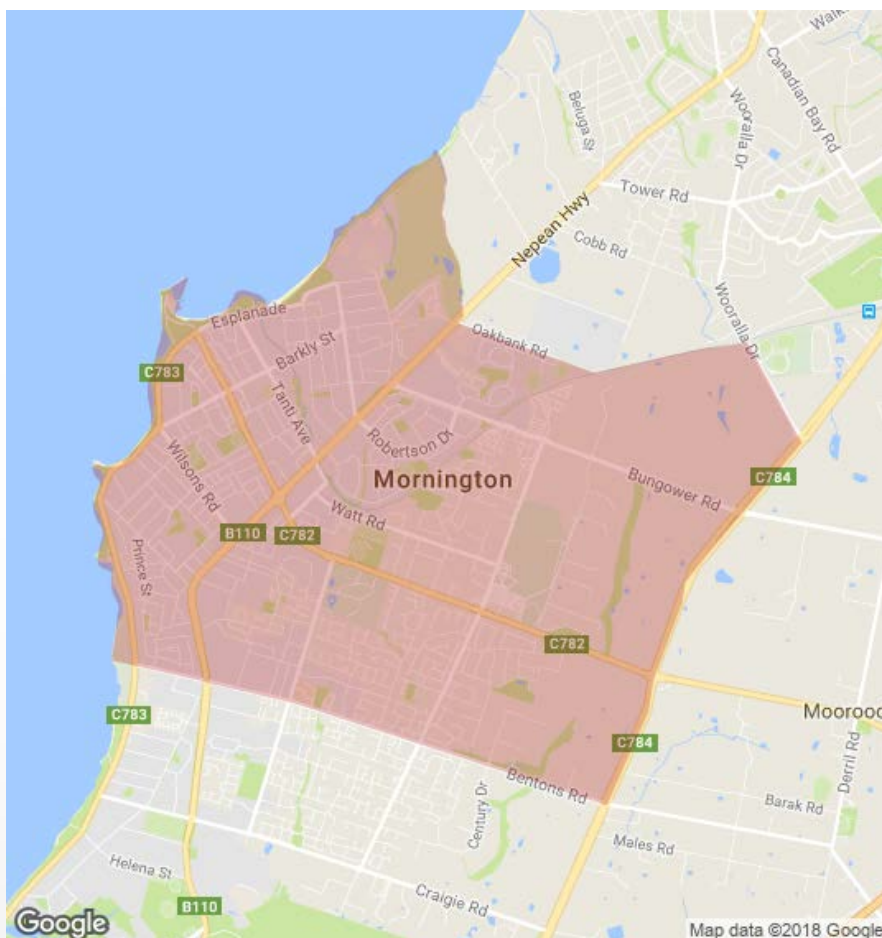 Walk
Canadian Bay Rd
Beluga St
Wooralla Dr
Tower Rd
Nepean Hwy
Cobb Rd
Wooralla Dr
Esplanade
Oakbank Rd
Barkly St
C783
Tanti Ave
Robertson Dr
Wilsons Rd
Mornington
Bungower Rd
C784
Watt Rd
B110
C782
Prince St
C782
C783
Moorood
C784
Derril Rd
Bentons Rd
Century Dr
Barak Rd
Males Rd
Helena St
Craigie Rd
B110
Google
Map data ©2018 Google